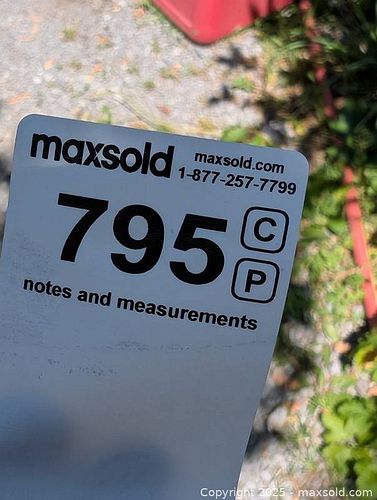 maxsold
maxsold.com
1-877-257-7799
795
C
P
notes and measurements
Copyright 2025 - maxsold.com